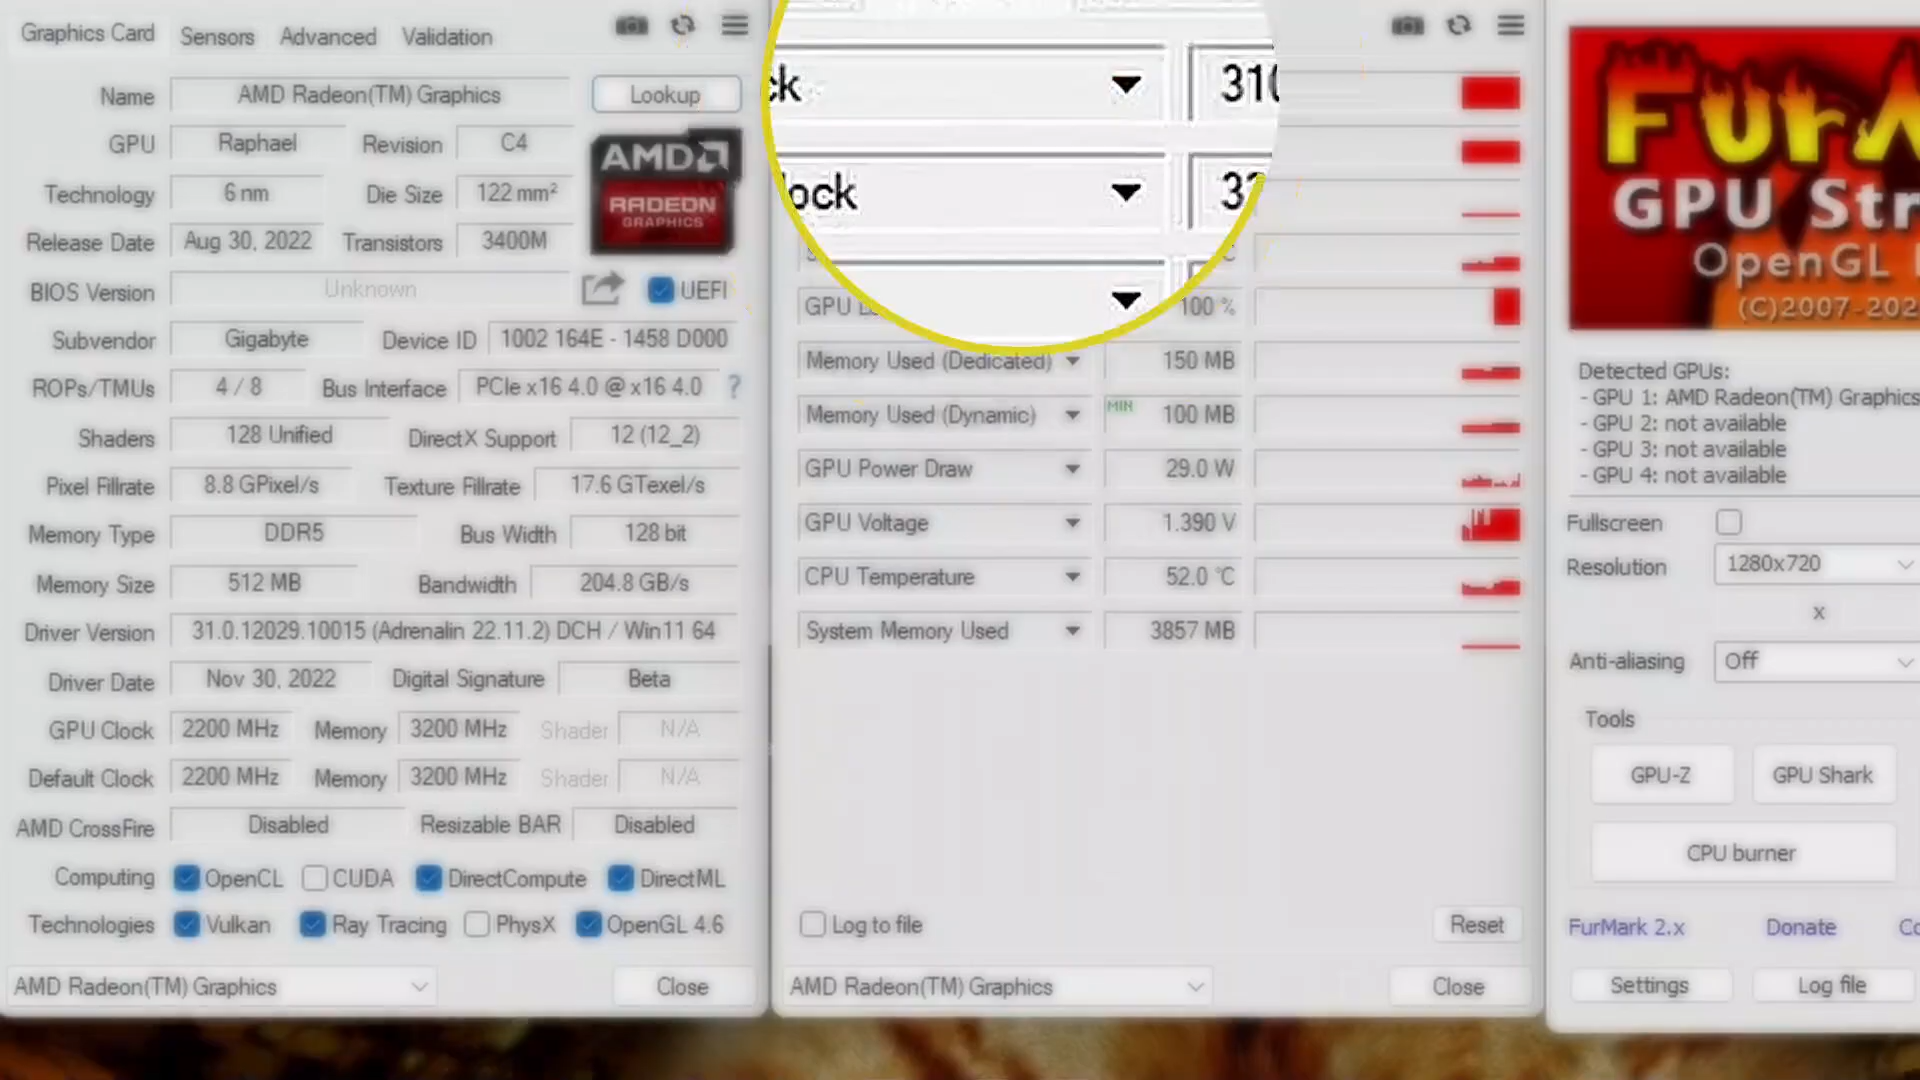 Graphics Card Sensors Advanced Validation
Name AMD Radeon(TM) Graphics Lookup
GPU Raphael Revision C4
AMD
RADEON
GRAPHICS
Technology 6 nm Die Size 122 mm²
Release Date Aug 30, 2022 Transistors 3400M
BIOS Version Unknown UEFI
Subvendor Gigabyte Device ID 1002 164E - 1458 D000
ROPs/TMUs 4 / 8 Bus Interface PCIe x16 4.0 @ x16 4.0 ?
Shaders 128 Unified DirectX Support 12 (12_2)
Pixel Fillrate 8.8 GPixel/s Texture Fillrate 17.6 GTexel/s
Memory Type DDR5 Bus Width 128 bit
Memory Size 512 MB Bandwidth 204.8 GB/s
Driver Version 31.0.12029.10015 (Adrenalin 22.11.2) DCH / Win11 64
Driver Date Nov 30, 2022 Digital Signature Beta
GPU Clock 2200 MHz Memory 3200 MHz Shader N/A
Default Clock 2200 MHz Memory 3200 MHz Shader N/A
AMD CrossFire Disabled Resizable BAR Disabled
Computing OpenCL CUDA DirectCompute DirectML
Technologies Vulkan Ray Tracing PhysX OpenGL 4.6
AMD Radeon(TM) Graphics Close
ck 310
lock
GPU L 100 %
Memory Used (Dedicated) 150 MB
Memory Used (Dynamic) MIN 100 MB
GPU Power Draw 29.0 W
GPU Voltage 1.390 V
CPU Temperature 52.0 °C
System Memory Used 3857 MB
Log to file Reset
AMD Radeon(TM) Graphics Close
FurM
GPU Str
OpenGL
(C)2007-202
Detected GPUs:
- GPU 1: AMD Radeon(TM) Graphics
- GPU 2: not available
- GPU 3: not available
- GPU 4: not available
Fullscreen
Resolution 1280x720
x
Anti-aliasing Off
Tools
GPU-Z GPU Shark
CPU burner
FurMark 2.x Donate Co
Settings Log file